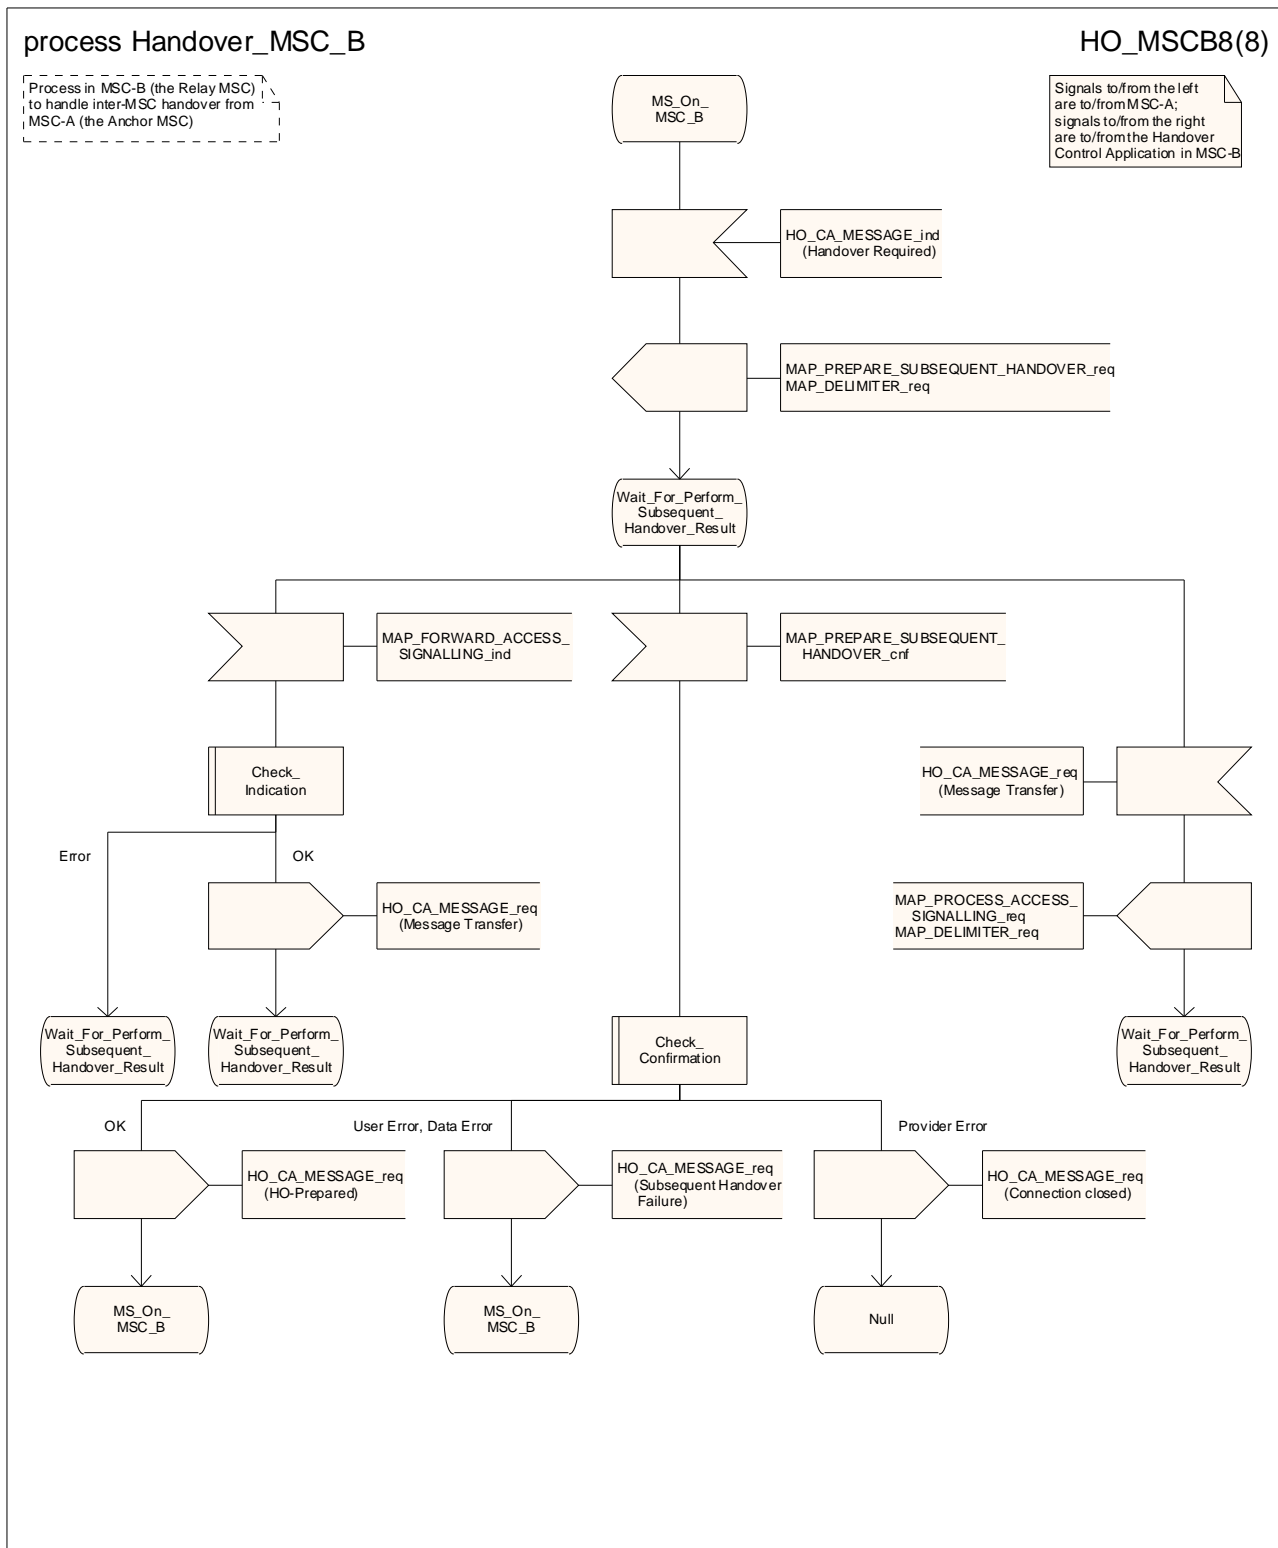 process Handover_MSC_B
HO_MSCB8(8)
Process in MSC-B (the Relay MSC)
to handle inter-MSC handover from
MSC-A (the Anchor MSC)
MS_On_
MSC_B
Signals to/from the left
are to/from MSC-A;
signals to/from the right
are to/from the Handover
Control Application in MSC-B
HO_CA_MESSAGE_ind
(Handover Required)
MAP_PREPARE_SUBSEQUENT_HANDOVER_req
MAP_DELIMITER_req
Wait_For_Perform_
Subsequent_
Handover_Result
MAP_FORWARD_ACCESS_
SIGNALLING_ind
MAP_PREPARE_SUBSEQUENT_
HANDOVER_cnf
Check_
Indication
HO_CA_MESSAGE_req
(Message Transfer)
Error
OK
HO_CA_MESSAGE_req
(Message Transfer)
MAP_PROCESS_ACCESS_
SIGNALLING_req
MAP_DELIMITER_req
Wait_For_Perform_
Subsequent_
Handover_Result
Wait_For_Perform_
Subsequent_
Handover_Result
Check_
Confirmation
Wait_For_Perform_
Subsequent_
Handover_Result
OK
User Error, Data Error
Provider Error
HO_CA_MESSAGE_req
(HO-Prepared)
HO_CA_MESSAGE_req
(Subsequent Handover
Failure)
HO_CA_MESSAGE_req
(Connection closed)
MS_On_
MSC_B
MS_On_
MSC_B
Null